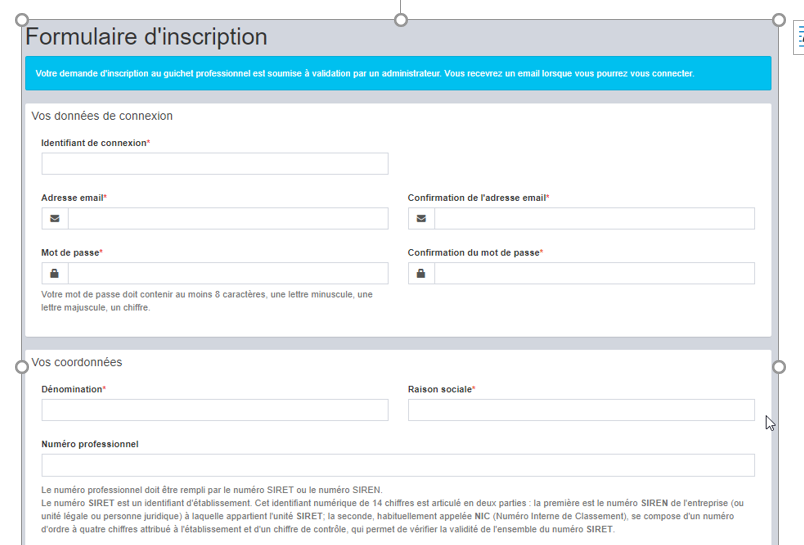 Formulaire d'inscription
Votre demande d'inscription au guichet professionnel est soumise à validation par un administrateur. Vous recevrez un email lorsque vous pourrez vous connecter.
Vos données de connexion
Identifiant de connexion*
Adresse email*
Confirmation de l'adresse email*
Mot de passe*
Confirmation du mot de passe*
Votre mot de passe doit contenir au moins 8 caractères, une lettre minuscule, une
lettre majuscule, un chiffre.
Vos coordonnées
Dénomination*
Raison sociale*
Numéro professionnel
Le numéro professionnel doit être rempli par le numéro SIRET ou le numéro SIREN.
Le numéro SIRET est un identifiant d'établissement. Cet identifiant numérique de 14 chiffres est articulé en deux parties : la première est le numéro SIREN de l'entreprise (ou
unité légale ou personne juridique) à laquelle appartient l'unité SIRET; la seconde, habituellement appelée NIC (Numéro Interne de Classement), se compose d'un numéro
d'ordre à quatre chiffres attribué à l'établissement et d'un chiffre de contrôle, qui permet de vérifier la validité de l'ensemble du numéro SIRET.